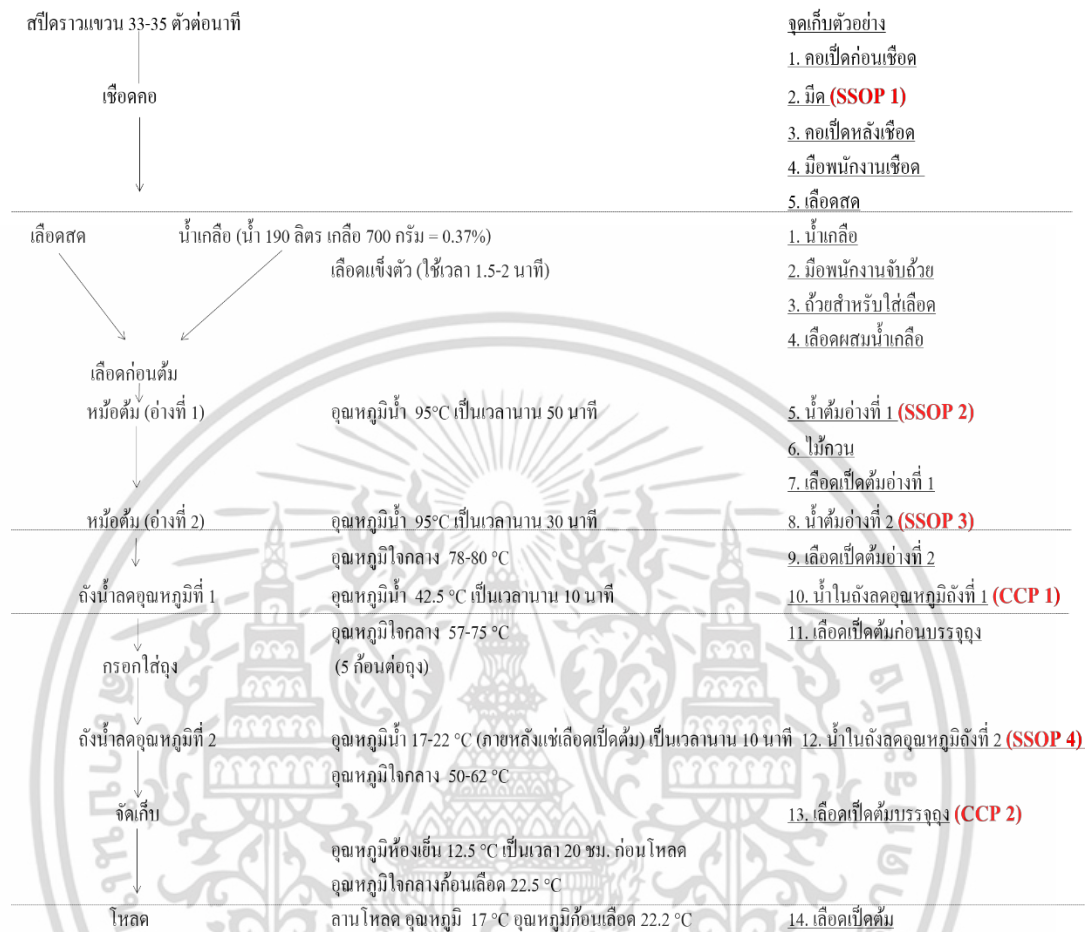 สปีดราวแขวน 33-35 ตัวต่อนาที จุดเก็บตัวอย่าง
1. คอเป็ดก่อนเชือด
เชือดคอ 2. มีด (SSOP 1)
3. คอเป็ดหลังเชือด
4. มือพนักงานเชือด
5. เลือดสด
เลือดสด น้ำเกลือ (น้ำ 190 ลิตร เกลือ 700 กรัม = 0.37%) 1. น้ำเกลือ
เลือดแข็งตัว (ใช้เวลา 1.5-2 นาที) 2. มือพนักงานจับถ้วย
3. ถ้วยสำหรับใส่เลือด
4. เลือดผสมน้ำเกลือ
เลือดก่อนต้ม
หม้อต้ม (อ่างที่ 1) อุณหภูมิน้ำ 95°C เป็นเวลานาน 50 นาที 5. น้ำต้มอ่างที่ 1 (SSOP 2)
6. ไม้กวน
7. เลือดเป็ดต้มอ่างที่ 1
หม้อต้ม (อ่างที่ 2) อุณหภูมิน้ำ 95°C เป็นเวลานาน 30 นาที 8. น้ำต้มอ่างที่ 2 (SSOP 3)
อุณหภูมิใจกลาง 78-80 °C 9. เลือดเป็ดต้มอ่างที่ 2
ถังน้ำลดอุณหภูมิที่ 1 อุณหภูมิน้ำ 42.5 °C เป็นเวลานาน 10 นาที 10. น้ำในถังลดอุณหภูมิถังที่ 1 (CCP 1)
อุณหภูมิใจกลาง 57-75 °C 11. เลือดเป็ดต้มก่อนบรรจุถุง
กรอกใส่ถุง (5 ก้อนต่อถุง)
ถังน้ำลดอุณหภูมิที่ 2 อุณหภูมิน้ำ 17-22 °C (ภายหลังแช่เลือดเป็ดต้ม) เป็นเวลานาน 10 นาที 12. น้ำในถังลดอุณหภูมิถังที่ 2 (SSOP 4)
อุณหภูมิใจกลาง 50-62 °C
จัดเก็บ 13. เลือดเป็ดต้มบรรจุถุง (CCP 2)
อุณหภูมิห้องเย็น 12.5 °C เป็นเวลา 20 ชม. ก่อนโหลด
อุณหภูมิใจกลางก้อนเลือด 22.5 °C
โหลด ลานโหลด อุณหภูมิ 17 °C อุณหภูมิก้อนเลือด 22.2 °C 14. เลือดเป็ดต้ม